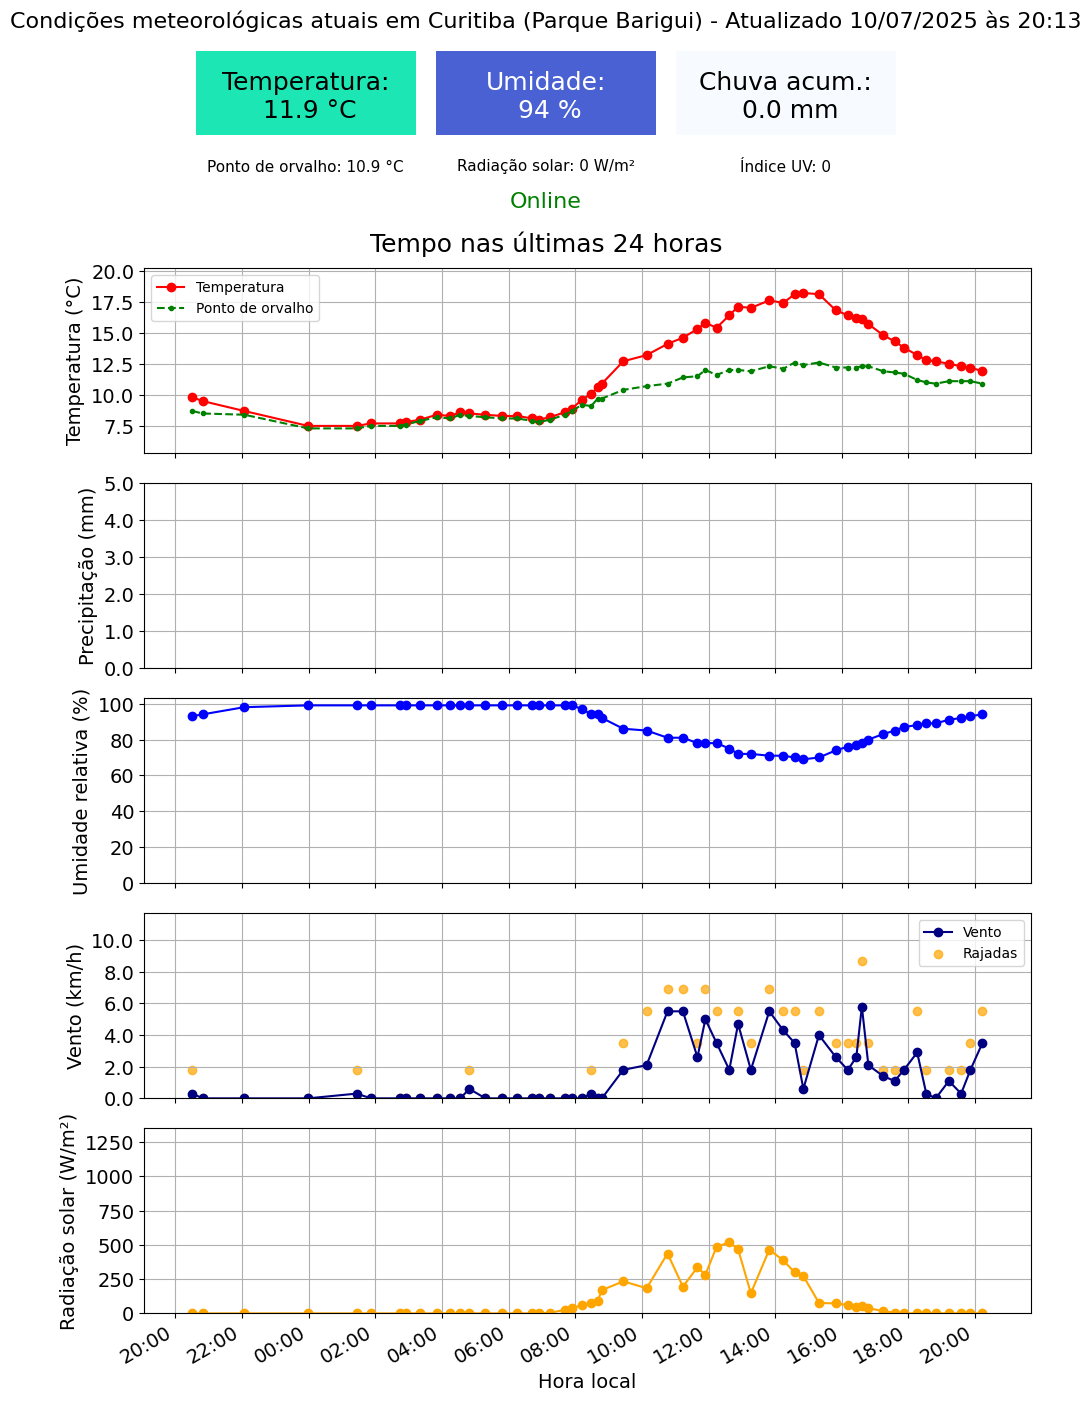 Condições meteorológicas atuais em Curitiba (Parque Barigui) - Atualizado 10/07/2025 às 20:13
Temperatura:
11.9 °C
Umidade:
94 %
Chuva acum.:
0.0 mm
Ponto de orvalho: 10.9 °C
Radiação solar: 0 W/m²
Índice UV: 0
Online
Tempo nas últimas 24 horas
Temperatura (°C)
20.0
17.5
15.0
12.5
10.0
7.5
Temperatura
Ponto de orvalho
Precipitação (mm)
5.0
4.0
3.0
2.0
1.0
0.0
Umidade relativa (%)
100
80
60
40
20
0
Vento (km/h)
10.0
8.0
6.0
4.0
2.0
0.0
Vento
Rajadas
Radiação solar (W/m²)
1250
1000
750
500
250
0
20:00
22:00
00:00
02:00
04:00
06:00
08:00
10:00
12:00
14:00
16:00
18:00
20:00
Hora local